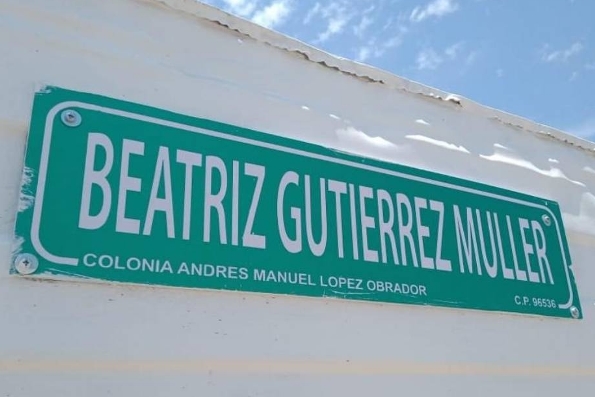 BEATRIZ GUTIERREZ MULLER
COLONIA ANDRES MANUEL LOPEZ OBRADOR
C.P. 96536